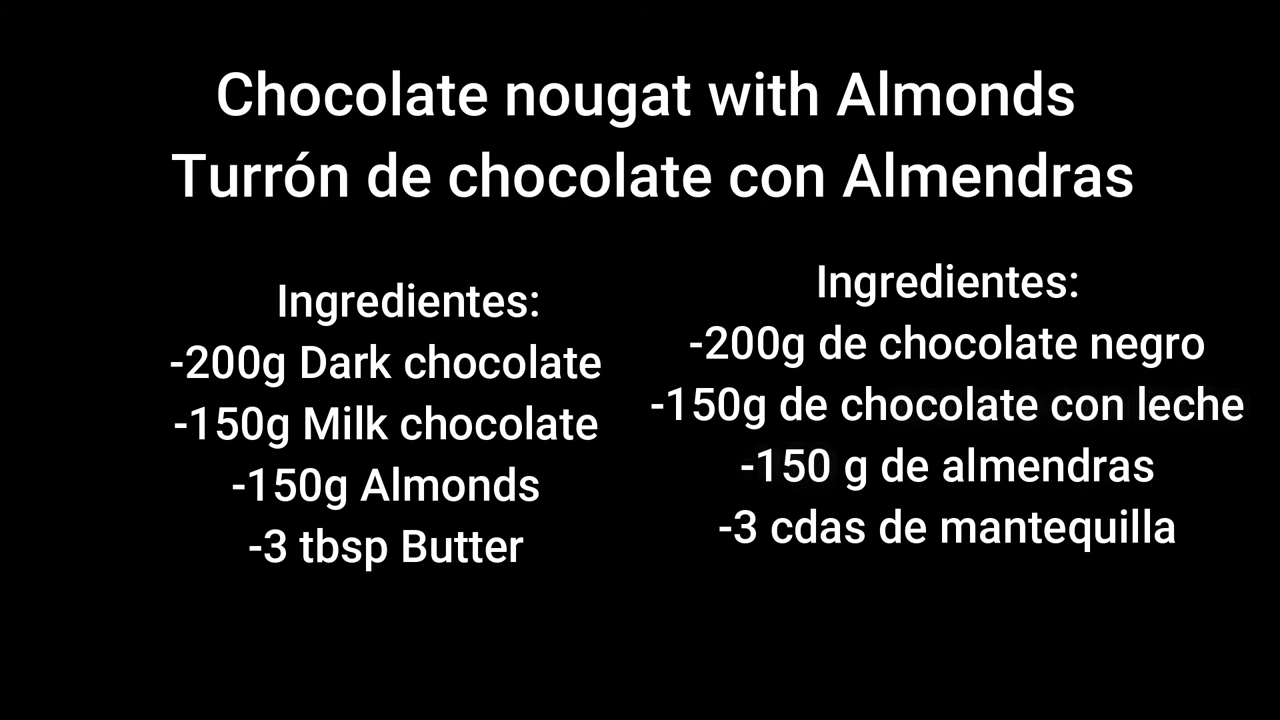 Chocolate nougat with Almonds
Turrón de chocolate con Almendras
Ingredientes:
-200g Dark chocolate
-150g Milk chocolate
-150g Almonds
-3 tbsp Butter
Ingredientes:
-200g de chocolate negro
-150g de chocolate con leche
-150 g de almendras
-3 cdas de mantequilla